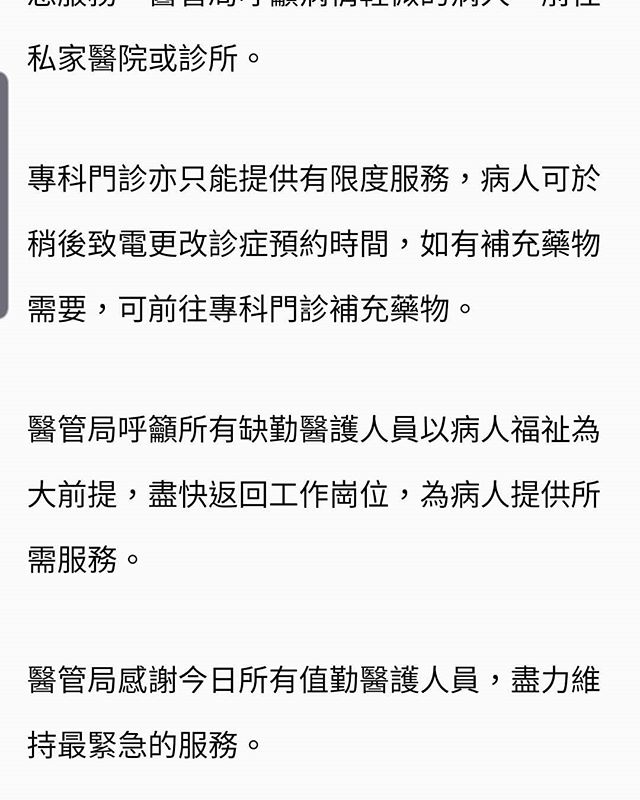 私家醫院或診所。
專科門診亦只能提供有限度服務，病人可於
稍後致電更改診症預約時間，如有補充藥物
需要，可前往專科門診補充藥物。
醫管局呼籲所有缺勤醫護人員以病人福祉為
大前提，盡快返回工作崗位，為病人提供所
需服務。
醫管局感謝今日所有值勤醫護人員，盡力維
持最緊急的服務。